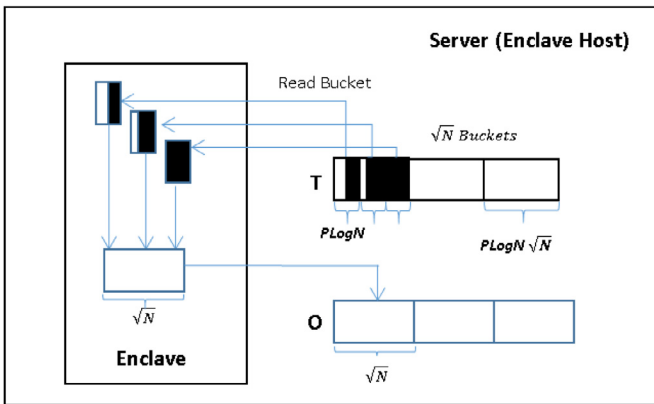 Server (Enclave Host)
Read Bucket
√N Buckets
T
PLogN
PLogN √N
√N
O
Enclave
√N